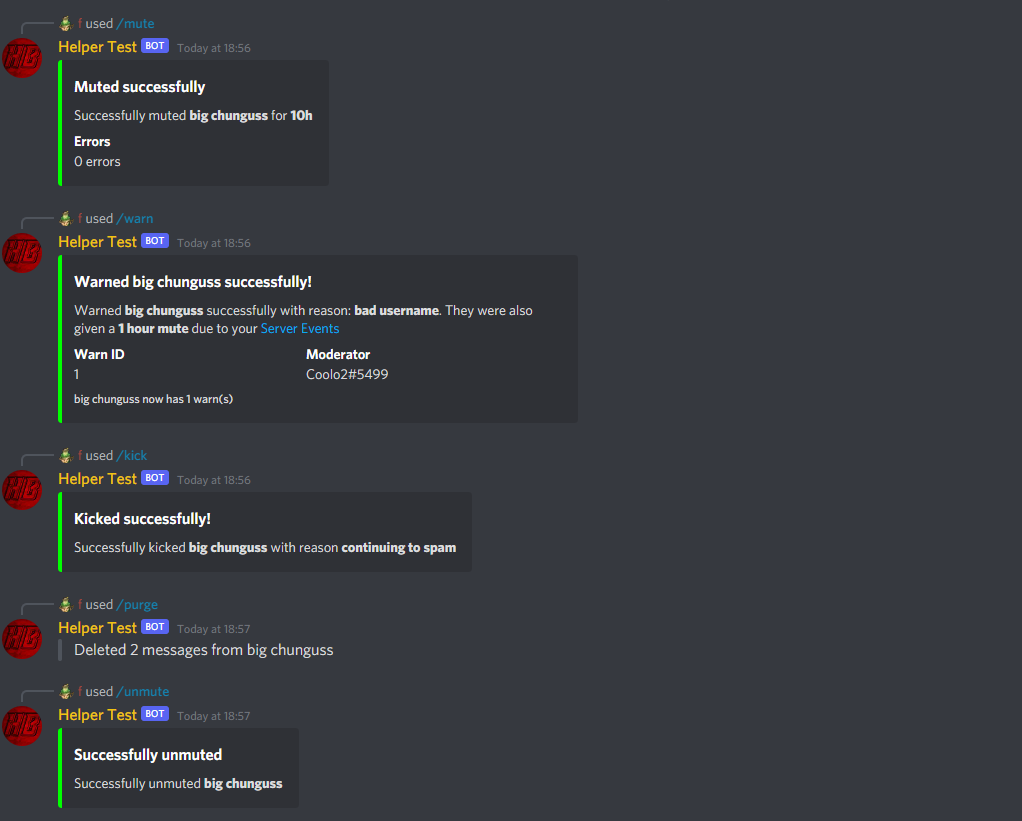 f used /mute
Helper Test BOT Today at 18:56
Muted successfully
Successfully muted big chunguss for 10h
Errors
0 errors
f used /warn
HB Helper Test BOT Today at 18:56
Warned big chunguss successfully!
Warned big chunguss successfully with reason: bad username. They were also
given a 1 hour mute due to your Server Events
Warn ID Moderator
1 Coolo2#5499
big chunguss now has 1 warn(s)
f used /kick
HB Helper Test BOT Today at 18:56
Kicked successfully!
Successfully kicked big chunguss with reason continuing to spam
f used /purge
HB Helper Test BOT Today at 18:57
Deleted 2 messages from big chunguss
f used /unmute
HB Helper Test BOT Today at 18:57
Successfully unmuted
Successfully unmuted big chunguss